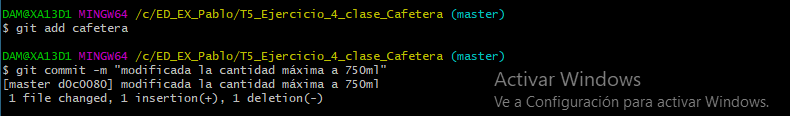 DAM@XA13D1 MINGW64 /c/ED_EX_Pablo/T5_Ejercicio_4_clase_Cafetera (master)
$ git add cafetera
DAM@XA13D1 MINGW64 /c/ED_EX_Pablo/T5_Ejercicio_4_clase_Cafetera (master)
$ git commit -m "modificada la cantidad máxima a 750ml"
[master d0c0080] modificada la cantidad máxima a 750ml
1 file changed, 1 insertion(+), 1 deletion(-)
Activar Windows
Ve a Configuración para activar Windows.